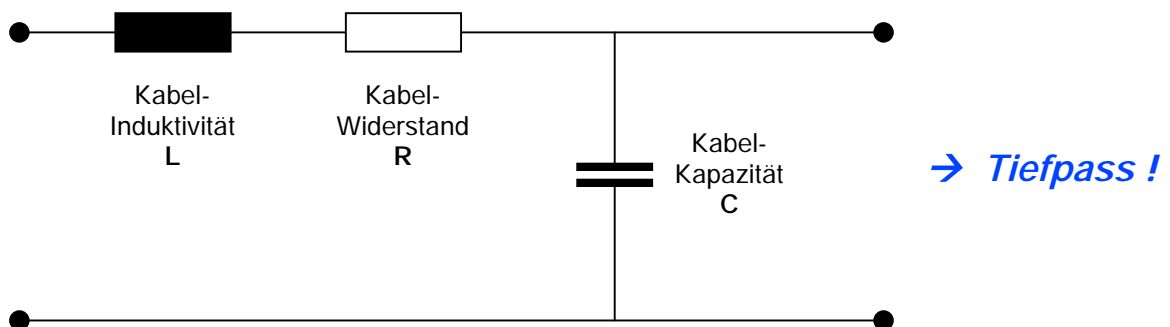 Kabel-
Induktivität
L
Kabel-
Widerstand
R
Kabel-
Kapazität
C
→ Tiefpass !